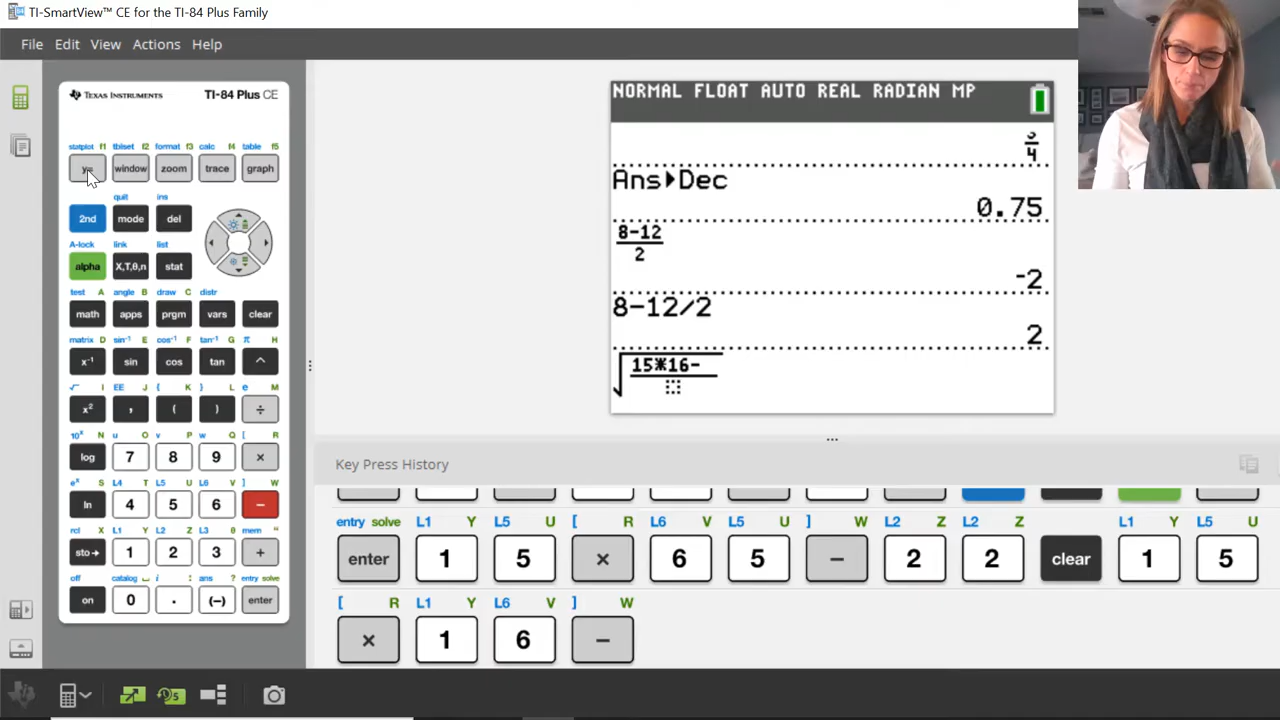 TI-SmartView™ CE for the TI-84 Plus Family
File Edit View Actions Help
TEXAS INSTRUMENTS TI-84 Plus CE
statplot f1 tblset f2 format f3 calc f4 table f5
y= window zoom trace graph
quit ins
2nd mode del
A-lock link list
alpha X,T,θ,n stat
test A angle B draw C distr
math apps prgm vars clear
matrix D sin⁻¹ E cos⁻¹ F tan⁻¹ G π H
x⁻¹ sin cos tan ^
√ I EE J { K } L e M
x² , ( ) ÷
10ˣ N u O v P w Q [ R
log 7 8 9 ×
eˣ S L4 T L5 U L6 V ] W
ln 4 5 6 −
rcl X L1 Y L2 Z L3 θ mem "
sto→ 1 2 3 +
off catalog ⎵ i : ans ? entry solve
on 0 . (−) enter
NORMAL FLOAT AUTO REAL RADIAN MP
4
Ans▸Dec
0.75
8−12
2
-2
8−12/2
2
√ 15*16−
Key Press History
entry solve L1 Y L5 U [ R L6 V L5 U ] W L2 Z L2 Z L1 Y L5 U
enter 1 5 × 6 5 − 2 2 clear 1 5
[ R L1 Y L6 V ] W
× 1 6 −
5